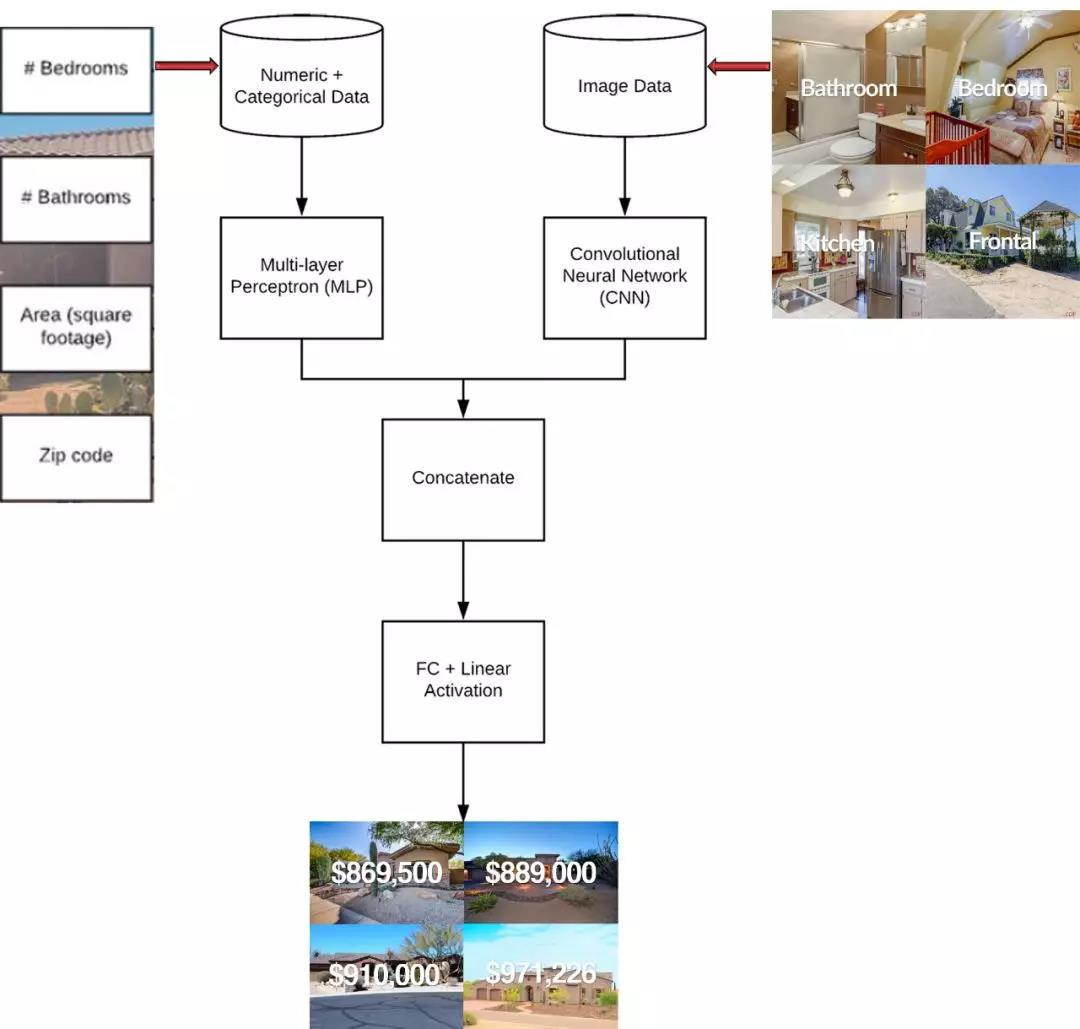 # Bedrooms
# Bathrooms
Area (square
footage)
Zip code
Numeric +
Categorical Data
Image Data
Bathroom
Bedroom
Kitchen
Frontal
Multi-layer
Perceptron (MLP)
Convolutional
Neural Network
(CNN)
Concatenate
FC + Linear
Activation
$869,500
$889,000
$910,000
$971,226